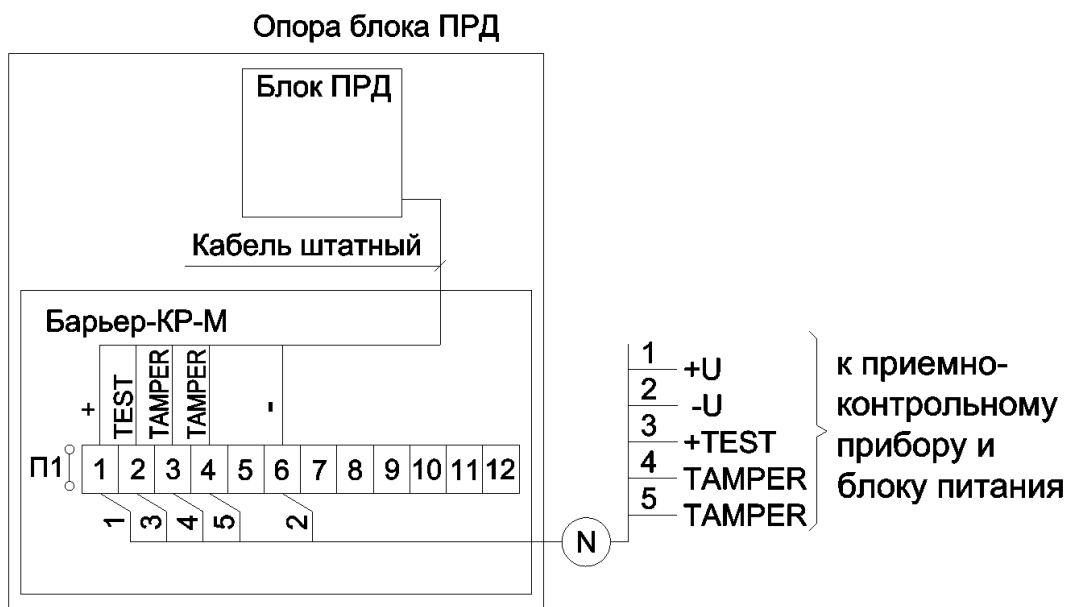 Опора блока ПРД
Блок ПРД
Кабель штатный
Барьер-КР-М
+ TEST TAMPER TAMPER -
П1 1 2 3 4 5 6 7 8 9 10 11 12
1 3 4 5 2
N
1 +U
2 -U
3 +TEST
4 TAMPER
5 TAMPER
к приемно-
контрольному
прибору и
блоку питания